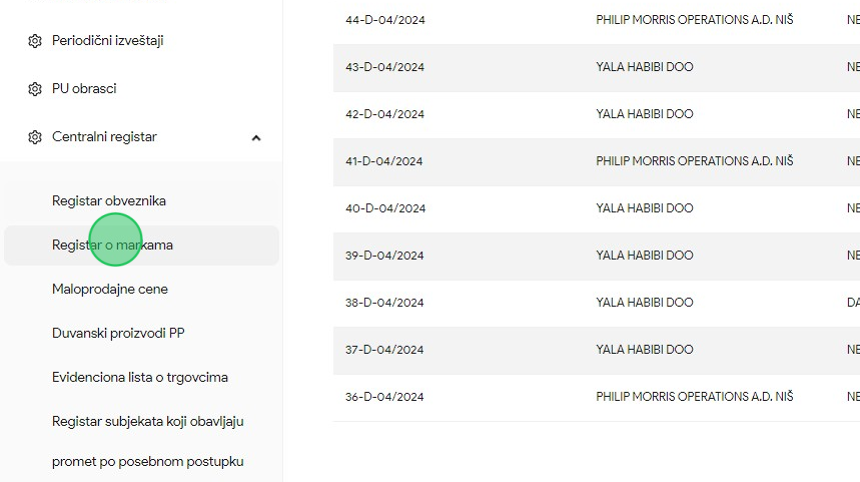 Periodični izveštaji
PU obrasci
Centralni registar
Registar obveznika
Registar o markama
Maloprodajne cene
Duvanski proizvodi PP
Evidenciona lista o trgovcima
Registar subjekata koji obavljaju
promet po posebnom postupku
44-D-04/2024 PHILIP MORRIS OPERATIONS A.D. NIŠ NE
43-D-04/2024 YALA HABIBI DOO NE
42-D-04/2024 YALA HABIBI DOO NE
41-D-04/2024 PHILIP MORRIS OPERATIONS A.D. NIŠ NE
40-D-04/2024 YALA HABIBI DOO NE
39-D-04/2024 YALA HABIBI DOO NE
38-D-04/2024 YALA HABIBI DOO DA
37-D-04/2024 YALA HABIBI DOO NE
36-D-04/2024 PHILIP MORRIS OPERATIONS A.D. NIŠ NE